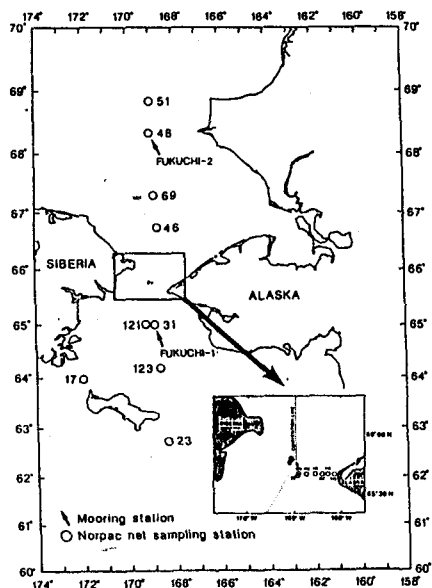 174° 172° 170° 168° 166° 164° 162° 160°
70° 70°
69° 69°
51
48
FUKUCHI-2
68° 68°
69
67° 67°
46
SIBERIA
66° 66°
ALASKA
65° 65°
121 31
FUKUCHI-1
64° 64°
123
17
63° 63°
23
62° 62°
61° 61°
Mooring station
Norpac net sampling station
60° 60°
174° 172° 170° 168° 166° 164° 162° 160°